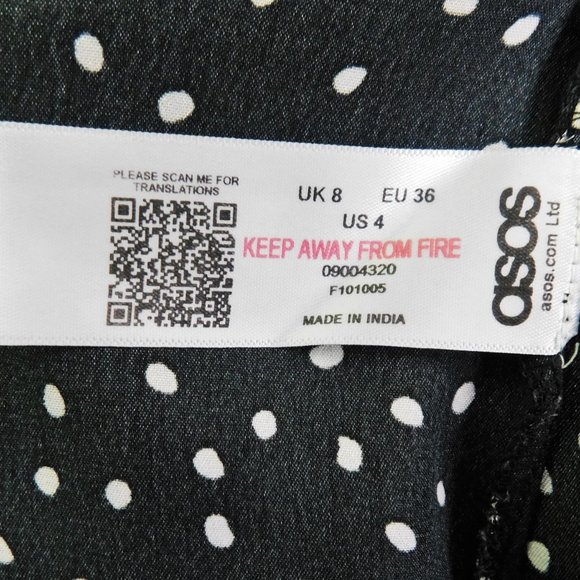 PLEASE SCAN ME FOR
TRANSLATIONS
UK 8 EU 36
US 4
KEEP AWAY FROM FIRE
09004320
F101005
MADE IN INDIA
asos
asos.com Ltd